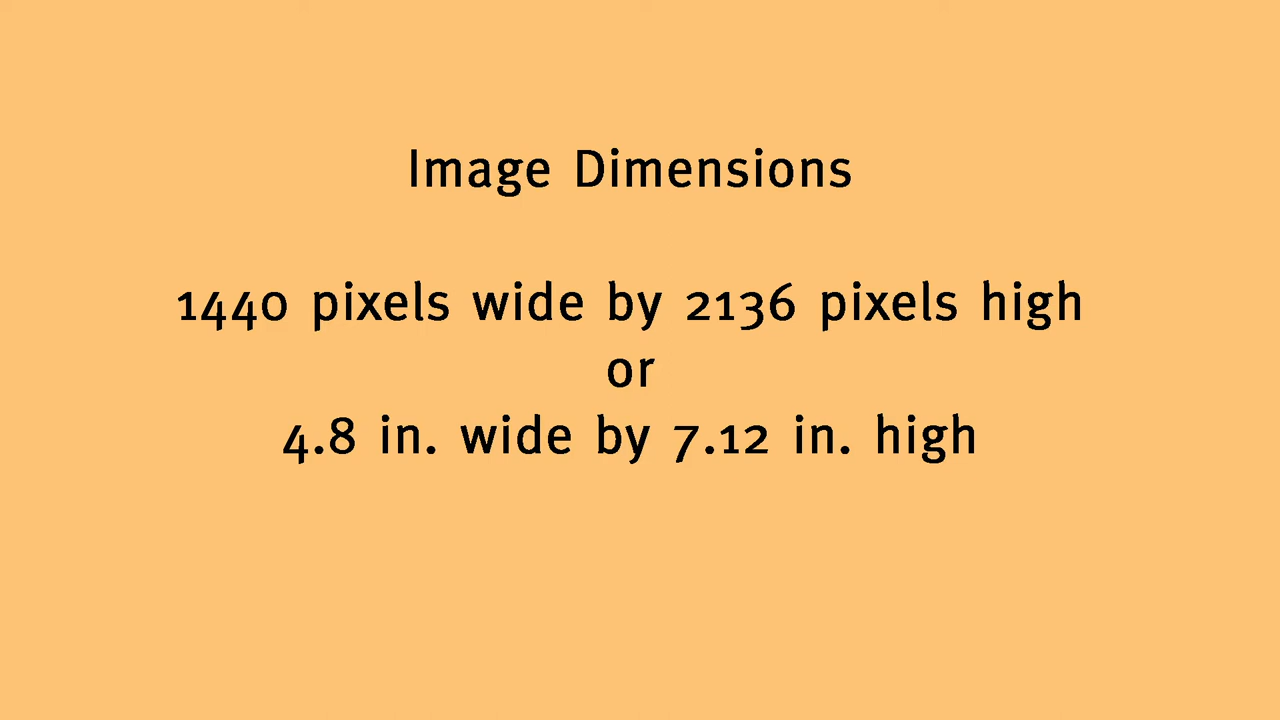 Image Dimensions
1440 pixels wide by 2136 pixels high
or
4.8 in. wide by 7.12 in. high